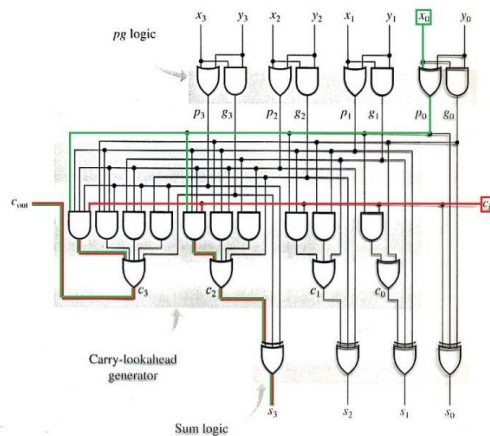 x3 y3 x2 y2 x1 y1 x0 y0
pg logic
p3 g3 p2 g2 p1 g1 p0 g0
cout
c3 c2 c1 c0
Carry-lookahead
generator
s3 s2 s1 s0
Sum logic